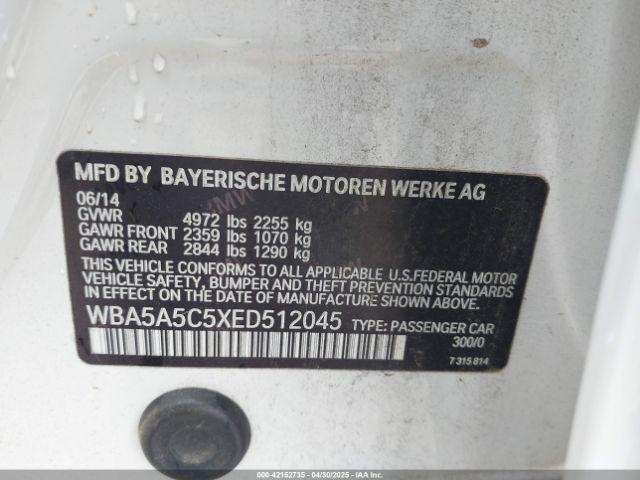 MFD BY BAYERISCHE MOTOREN WERKE AG
06/14
GVWR 4972 lbs 2255 kg
GAWR FRONT 2359 lbs 1070 kg
GAWR REAR 2844 lbs 1290 kg
THIS VEHICLE CONFORMS TO ALL APPLICABLE U.S.FEDERAL MOTOR
VEHICLE SAFETY, BUMPER AND THEFT PREVENTION STANDARDS
IN EFFECT ON THE DATE OF MANUFACTURE SHOWN ABOVE.
WBA5A5C5XED512045 TYPE: PASSENGER CAR
300/0
7 315 814
000-42152735 - 04/30/2025 - IAA Inc.